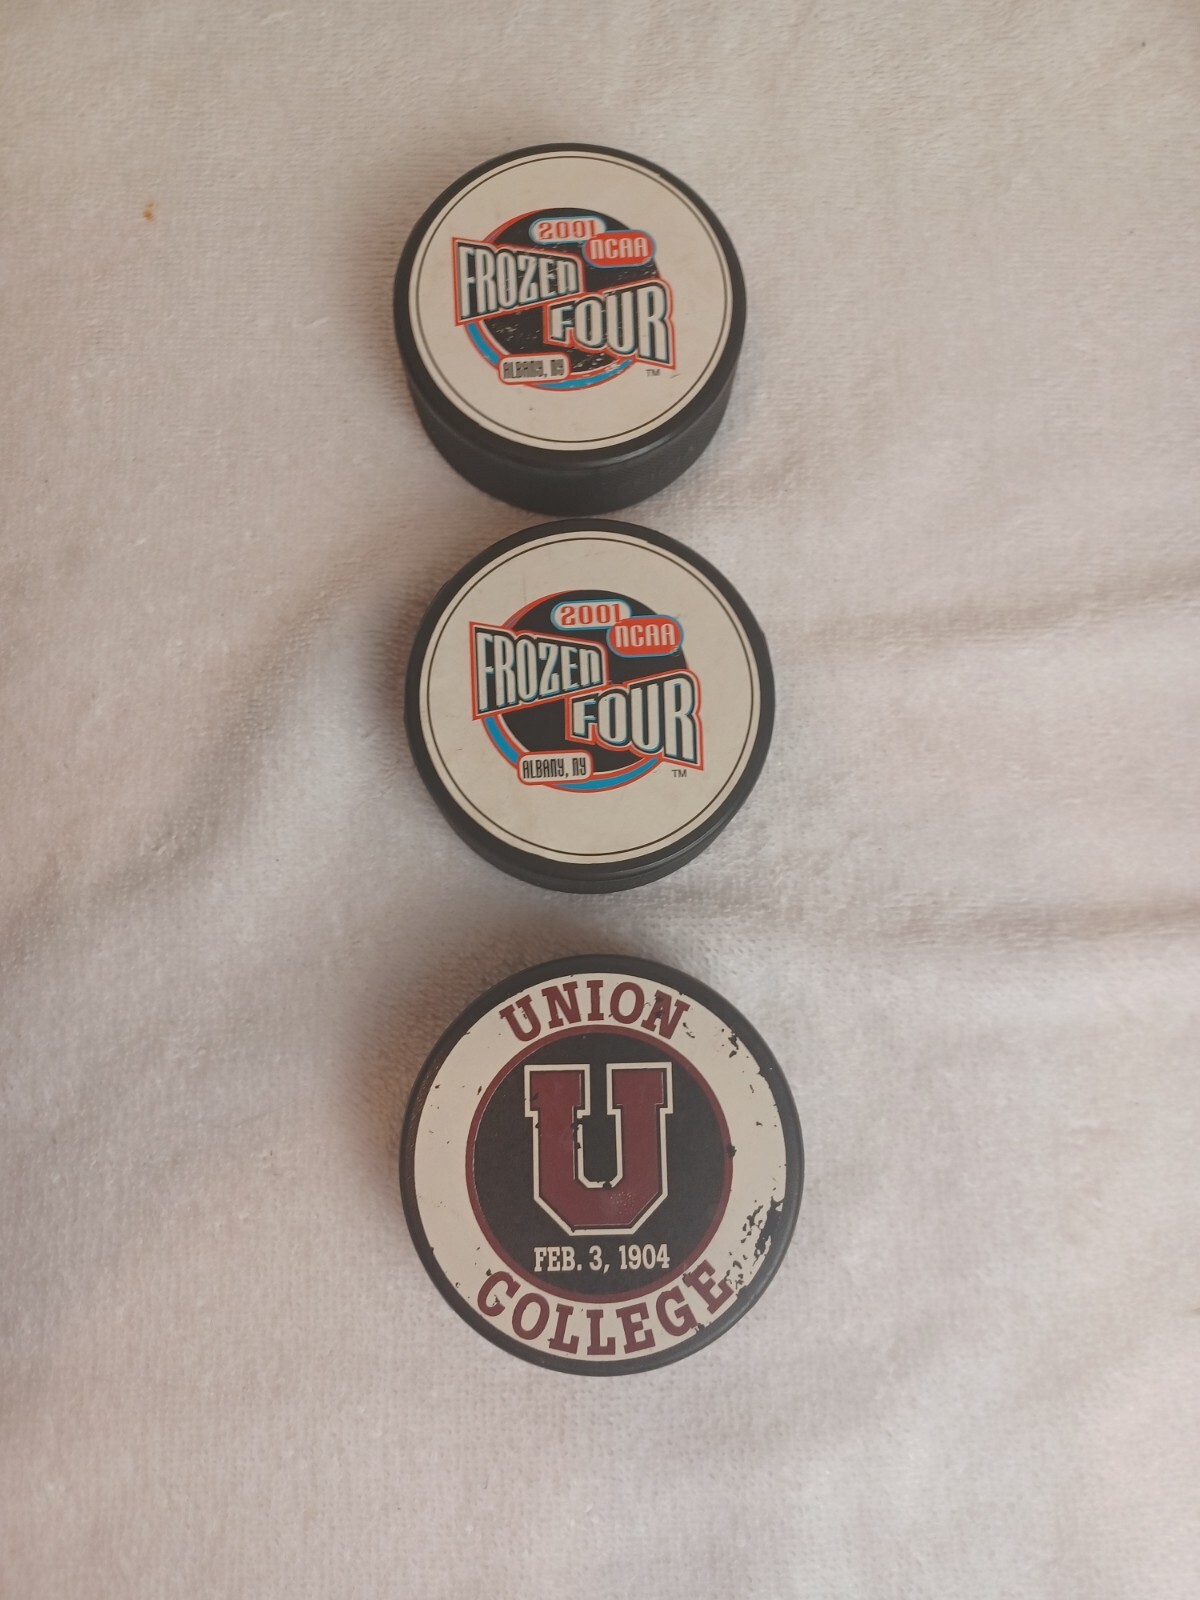 2001
NCAA
FROZEN
FOUR
ALBANY, NY
TM
2001
NCAA
FROZEN
FOUR
ALBANY, NY
TM
UNION
U
FEB. 3, 1904
COLLEGE